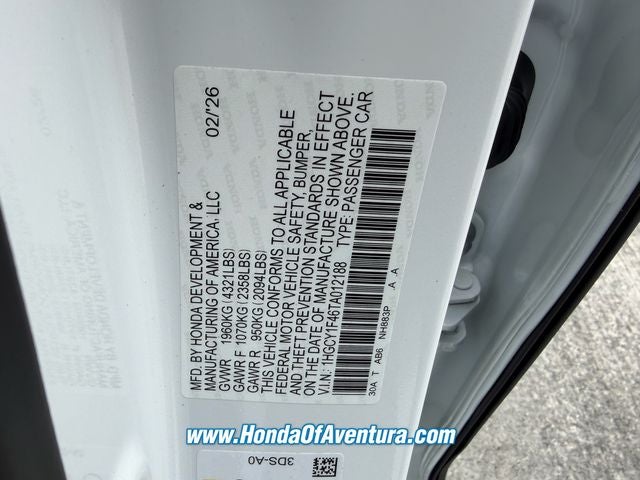 MFD. BY HONDA DEVELOPMENT & 02/26
MANUFACTURING OF AMERICA, LLC
GVWR 1960KG (4321LBS)
GAWR F 1070KG (2358LBS)
GAWR R 950KG (2094LBS)
THIS VEHICLE CONFORMS TO ALL APPLICABLE
FEDERAL MOTOR VEHICLE SAFETY, BUMPER,
AND THEFT PREVENTION STANDARDS IN EFFECT
ON THE DATE OF MANUFACTURE SHOWN ABOVE.
V.I.N.: 1HGCY1F46TA012188 TYPE: PASSENGER CAR
30A T AB6 NH883P A A
3DS-A0
www.HondaOfAventura.com